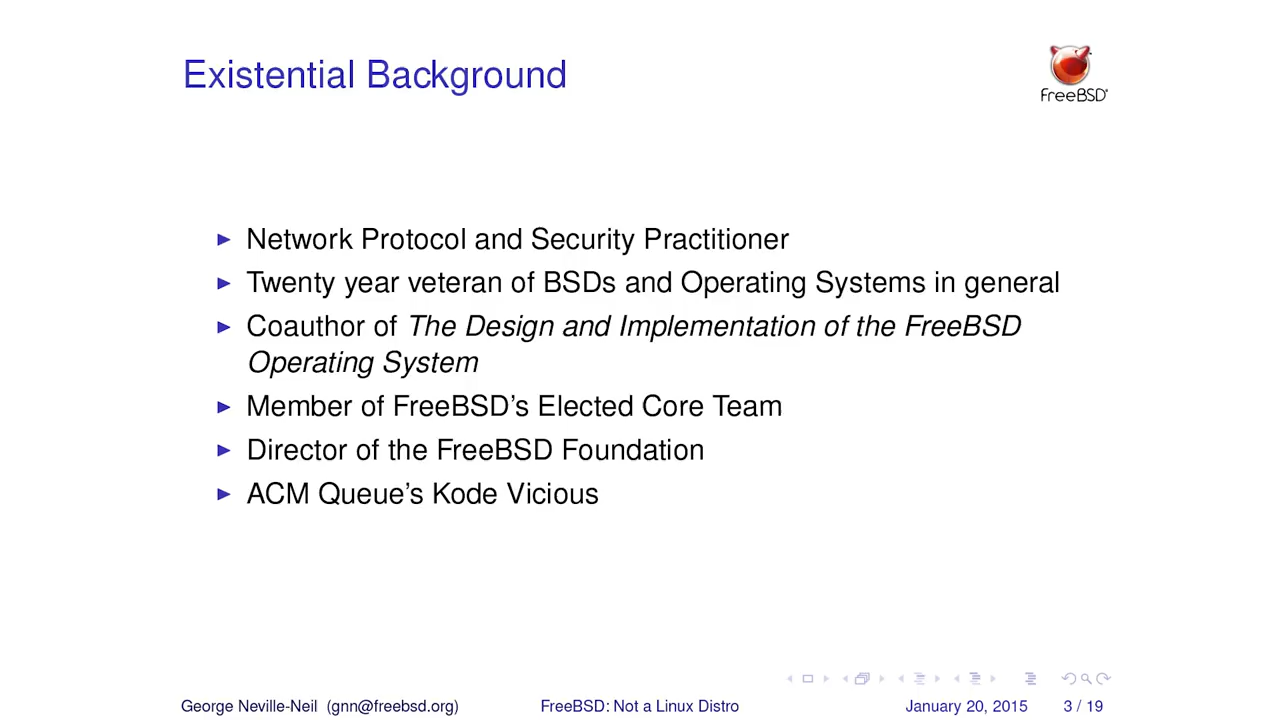 Existential Background
FreeBSD
Network Protocol and Security Practitioner
Twenty year veteran of BSDs and Operating Systems in general
Coauthor of The Design and Implementation of the FreeBSD
Operating System
Member of FreeBSD's Elected Core Team
Director of the FreeBSD Foundation
ACM Queue's Kode Vicious
George Neville-Neil (gnn@freebsd.org) FreeBSD: Not a Linux Distro January 20, 2015 3 / 19